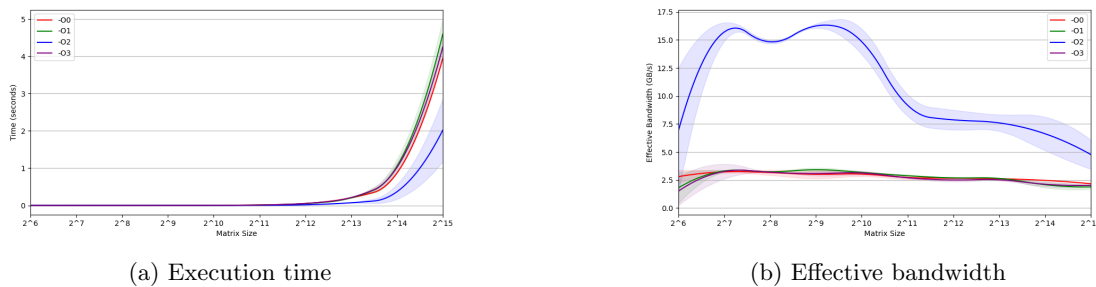 -O0
-O1
-O2
-O3
5
4
3
2
1
0
Time (seconds)
2^6 2^7 2^8 2^9 2^10 2^11 2^12 2^13 2^14 2^15
Matrix Size
(a) Execution time
17.5
15.0
12.5
10.0
7.5
5.0
2.5
0.0
Effective Bandwidth (GB/s)
-O0
-O1
-O2
-O3
2^6 2^7 2^8 2^9 2^10 2^11 2^12 2^13 2^14 2^1
Matrix Size
(b) Effective bandwidth